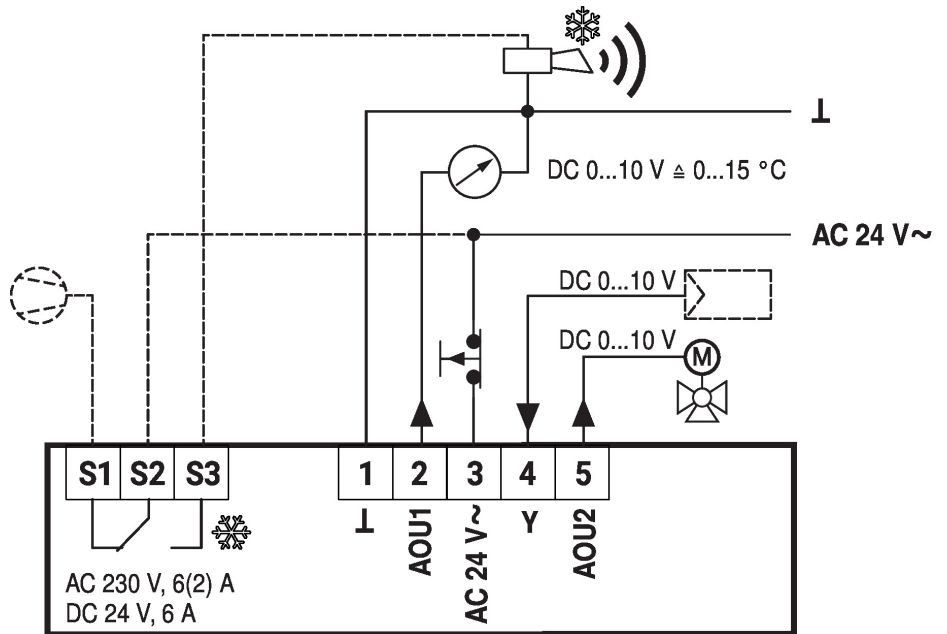 ⊥
DC 0...10 V ≙ 0...15 °C
AC 24 V~
DC 0...10 V
DC 0...10 V
M
S1 S2 S3 1 2 3 4 5
⊥ AOU1 AC 24 V~ Y AOU2
AC 230 V, 6(2) A
DC 24 V, 6 A